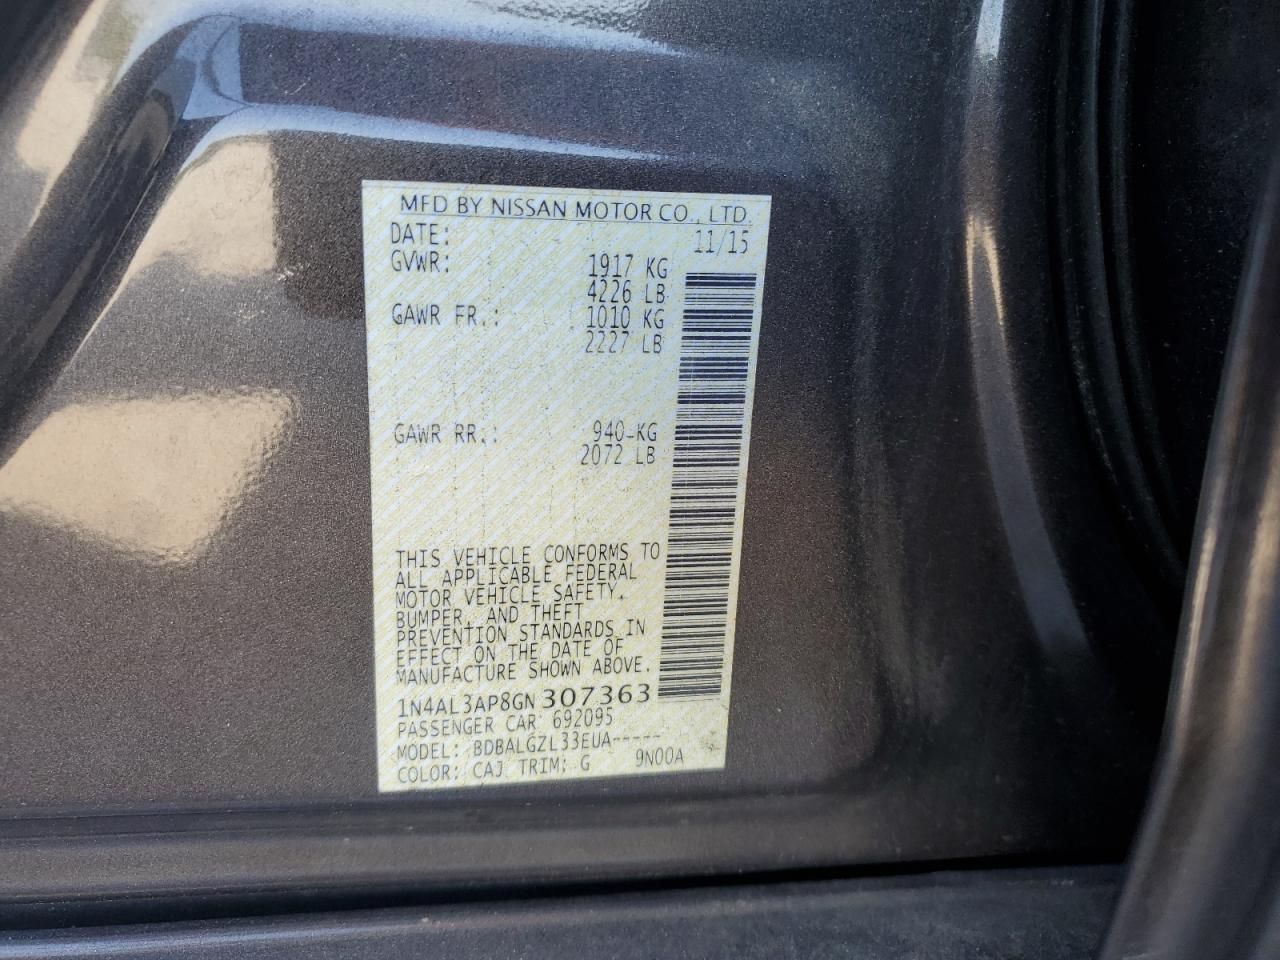 MFD BY NISSAN MOTOR CO., LTD.
DATE: 11/15
GVWR: 1917 KG
4226 LB
GAWR FR.: 1010 KG
2227 LB
GAWR RR.: 940 KG
2072 LB
THIS VEHICLE CONFORMS TO
ALL APPLICABLE FEDERAL
MOTOR VEHICLE SAFETY,
BUMPER, AND THEFT
PREVENTION STANDARDS IN
EFFECT ON THE DATE OF
MANUFACTURE SHOWN ABOVE.
1N4AL3AP8GN307363
PASSENGER CAR 692095
MODEL: BDBALGZL33EUA-----
COLOR: CAJ TRIM: G 9N00A